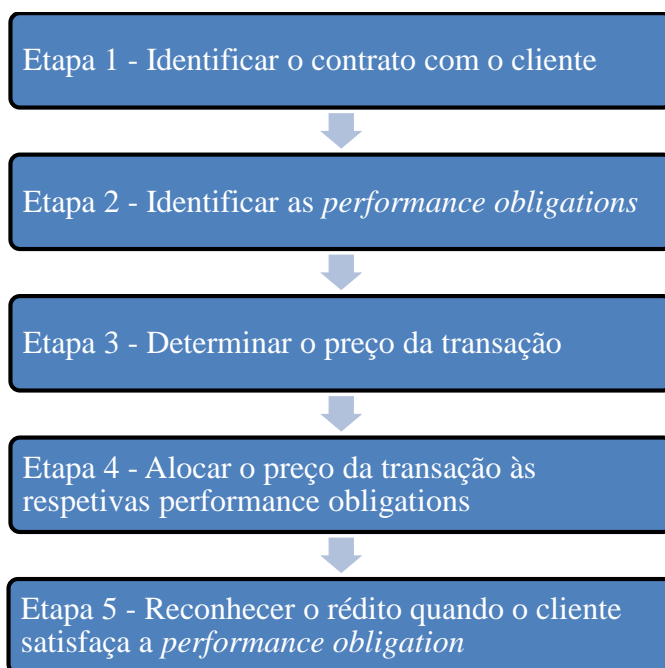 Etapa 1 - Identificar o contrato com o cliente
Etapa 2 - Identificar as performance obligations
Etapa 3 - Determinar o preço da transação
Etapa 4 - Alocar o preço da transação às
respetivas performance obligations
Etapa 5 - Reconhecer o rédito quando o cliente
satisfaça a performance obligation